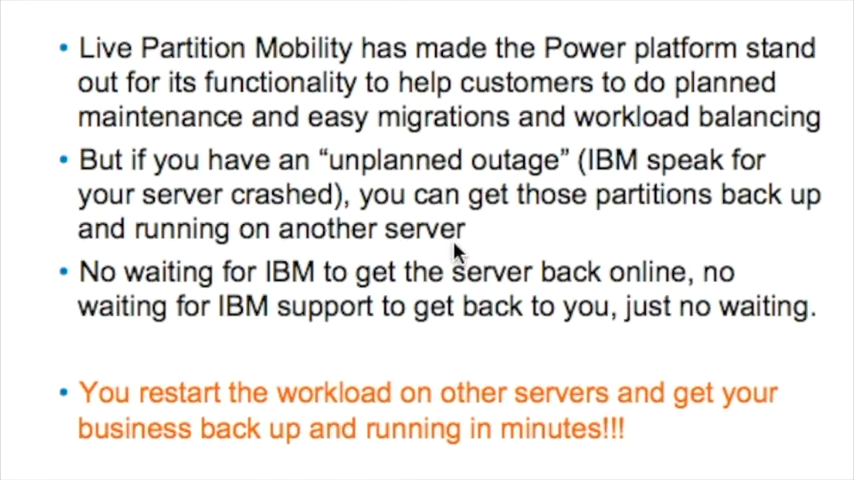 • Live Partition Mobility has made the Power platform stand
out for its functionality to help customers to do planned
maintenance and easy migrations and workload balancing
• But if you have an “unplanned outage” (IBM speak for
your server crashed), you can get those partitions back up
and running on another server
• No waiting for IBM to get the server back online, no
waiting for IBM support to get back to you, just no waiting.
• You restart the workload on other servers and get your
business back up and running in minutes!!!